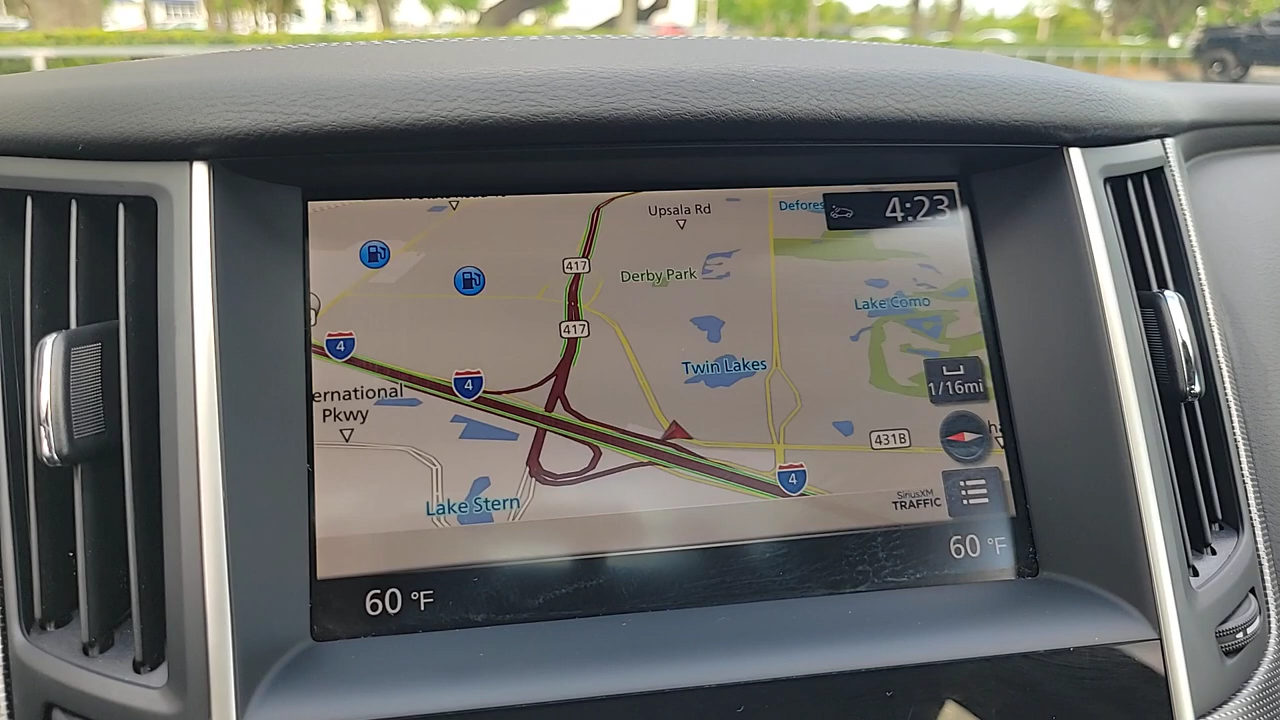 Upsala Rd
Defores
4:23
417
Derby Park
Lake Como
417
4
4
Twin Lakes
1/16mi
ernational
Pkwy
431B
4
Lake Stern
SiriusXM
TRAFFIC
60 °F
60 °F